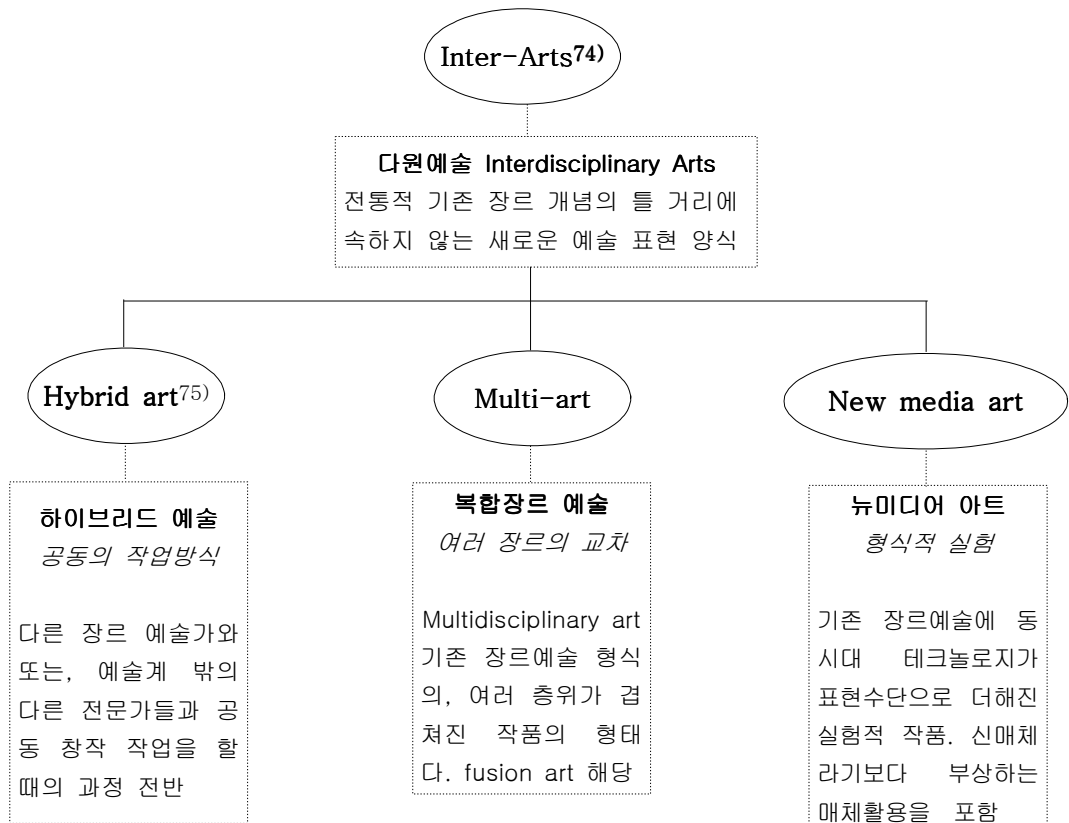 Inter-Arts74)
다원예술 Interdisciplinary Arts
전통적 기존 장르 개념의 틀 거리에
속하지 않는 새로운 예술 표현 양식
Hybrid art75)
Multi-art
New media art
하이브리드 예술
공동의 작업방식
다른 장르 예술가와
또는, 예술계 밖의
다른 전문가들과 공
동 창작 작업을 할
때의 과정 전반
복합장르 예술
여러 장르의 교차
Multidisciplinary art
기존 장르예술 형식
의, 여러 층위가 겹
쳐진 작품의 형태
다. fusion art 해당
뉴미디어 아트
형식적 실험
기존 장르예술에 동
시대 테크놀로지가
표현수단으로 더해진
실험적 작품. 신매체
라기보다 부상하는
매체활용을 포함